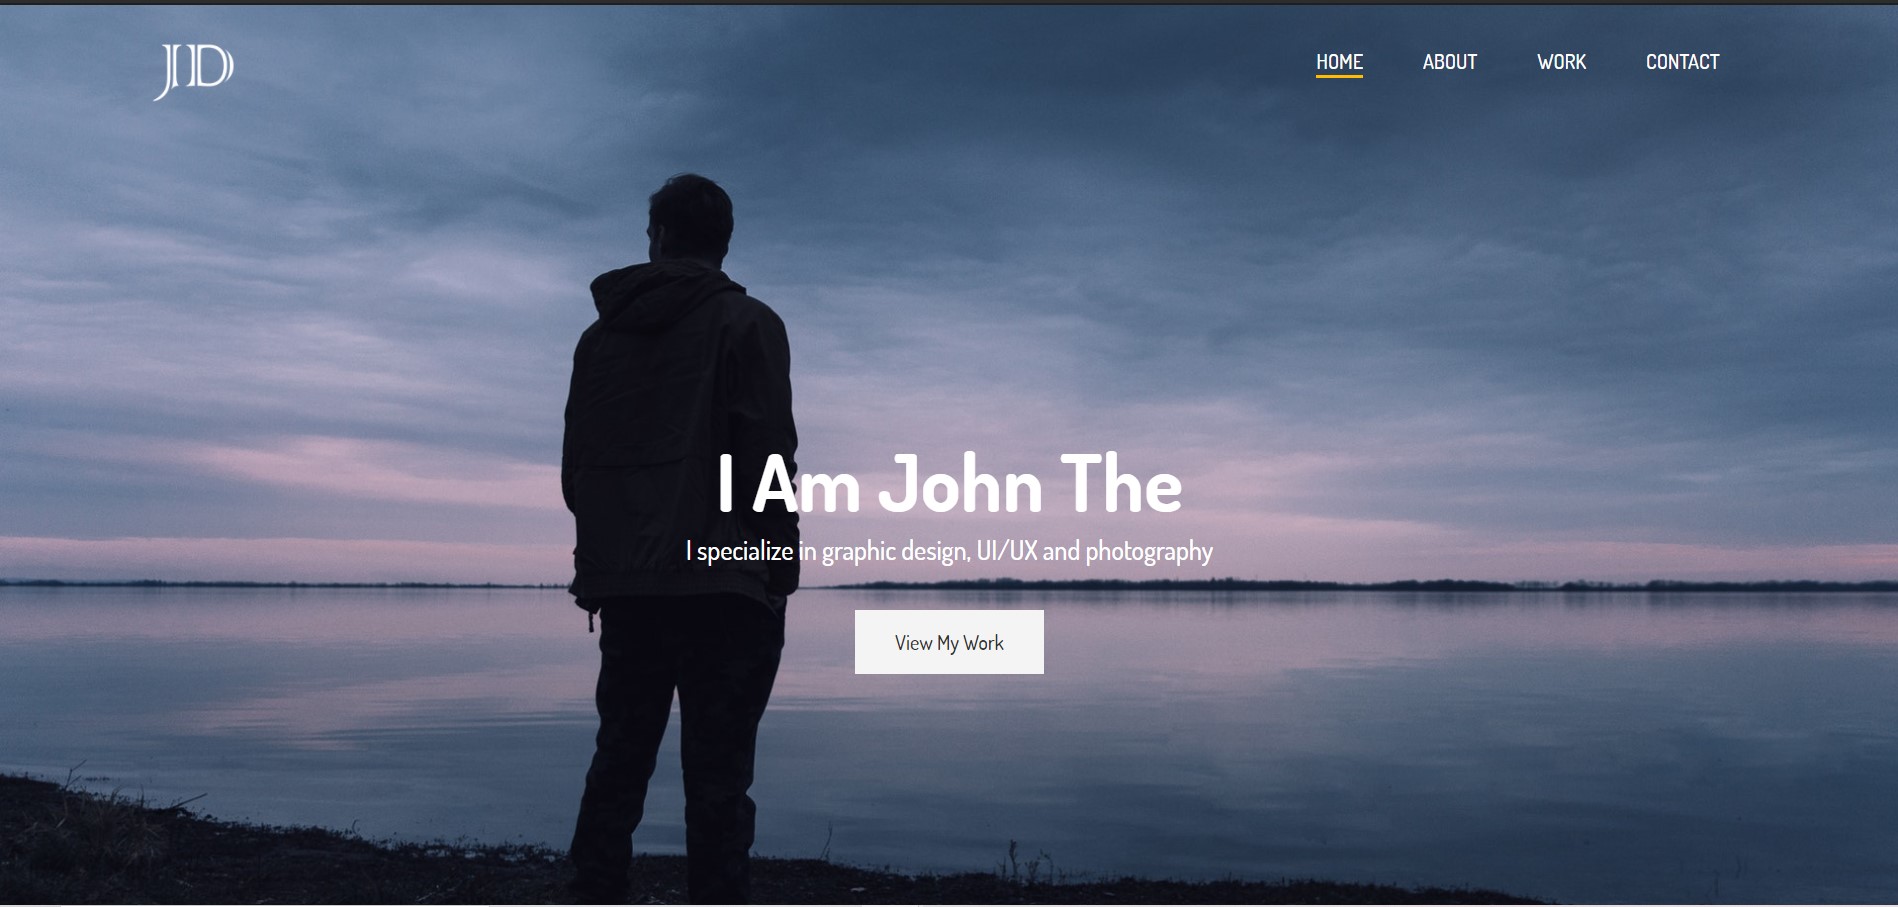 JD
HOME
ABOUT
WORK
CONTACT
I Am John The
I specialize in graphic design, UI/UX and photography
View My Work